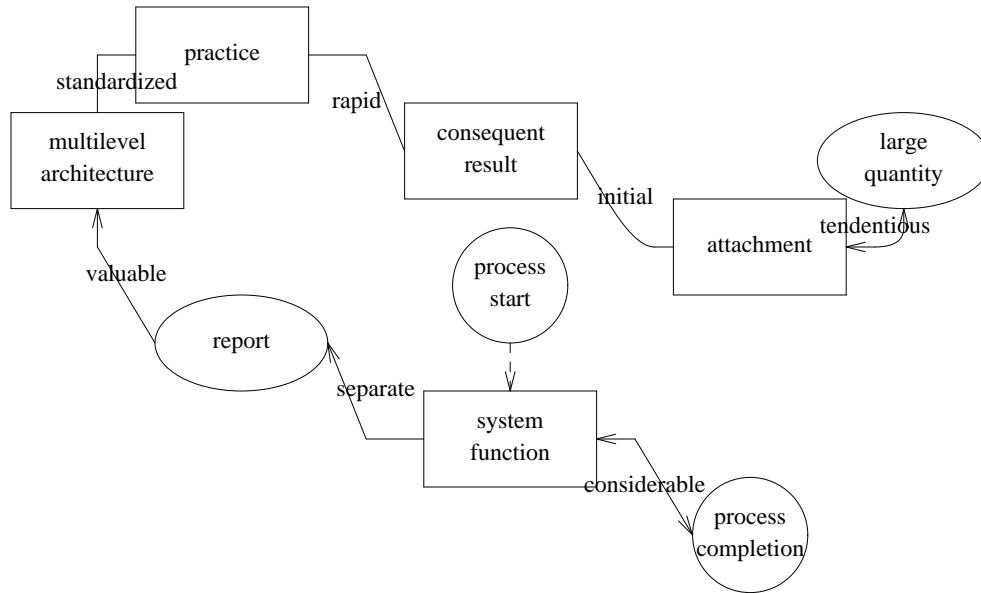 practice
standardized
rapid
multilevel
architecture
consequent
result
large
quantity
initial
tendentious
attachment
process
start
valuable
report
separate
system
function
considerable
process
completion